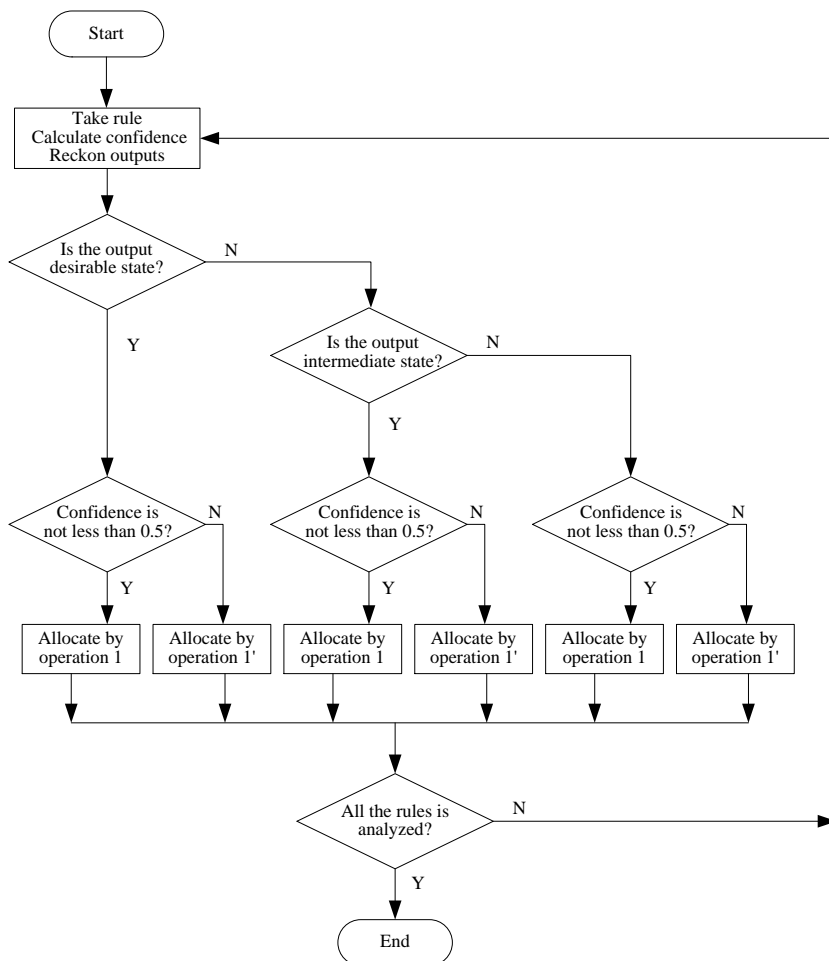 Start
Take rule
Calculate confidence
Reckon outputs
Is the output
desirable state?
N
Y
Is the output
intermediate state?
N
Y
Confidence is
not less than 0.5?
N
Y
Confidence is
not less than 0.5?
N
Y
Confidence is
not less than 0.5?
N
Y
Allocate by
operation 1
Allocate by
operation 1'
Allocate by
operation 1
Allocate by
operation 1'
Allocate by
operation 1
Allocate by
operation 1'
All the rules is
analyzed?
N
Y
End